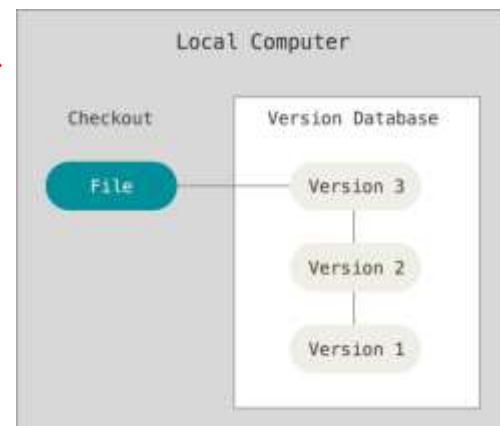 Local Computer
Checkout
Version Database
File
Version 3
Version 2
Version 1